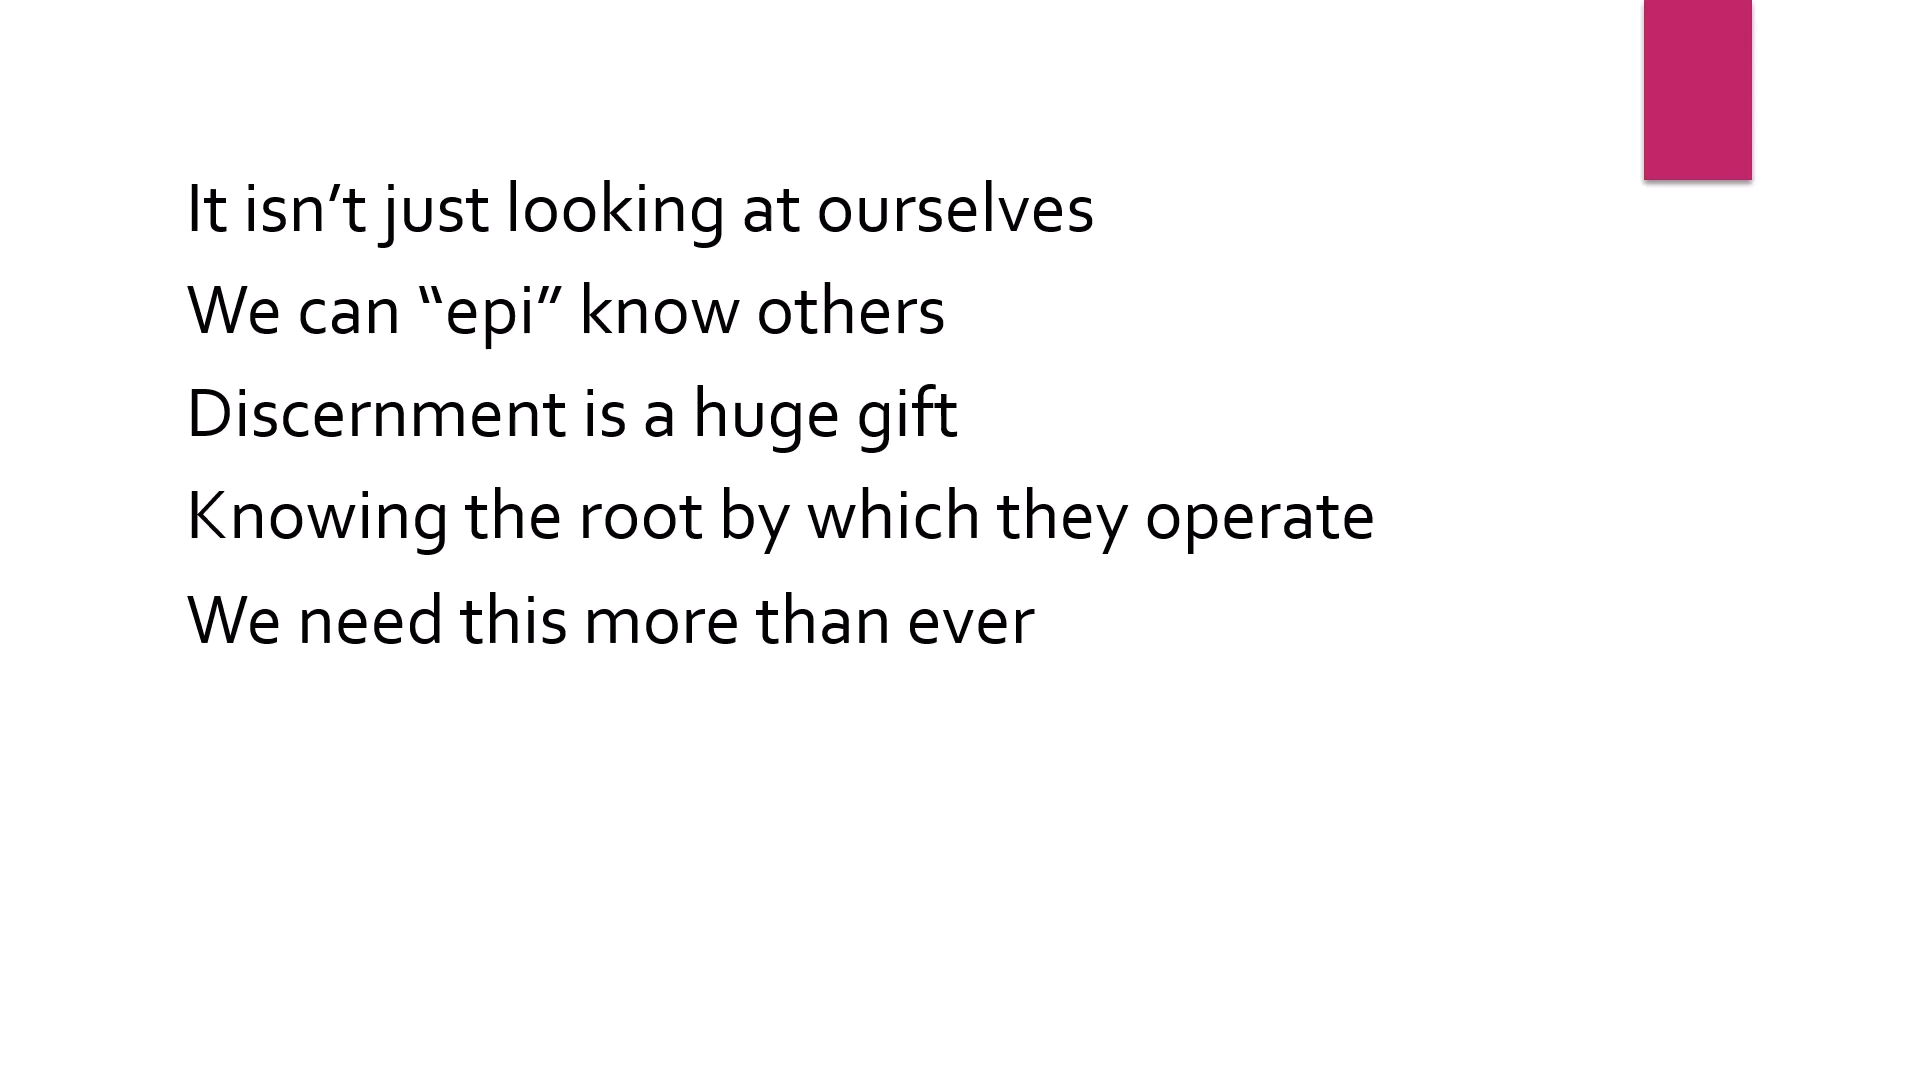 It isn’t just looking at ourselves
We can “epi” know others
Discernment is a huge gift
Knowing the root by which they operate
We need this more than ever